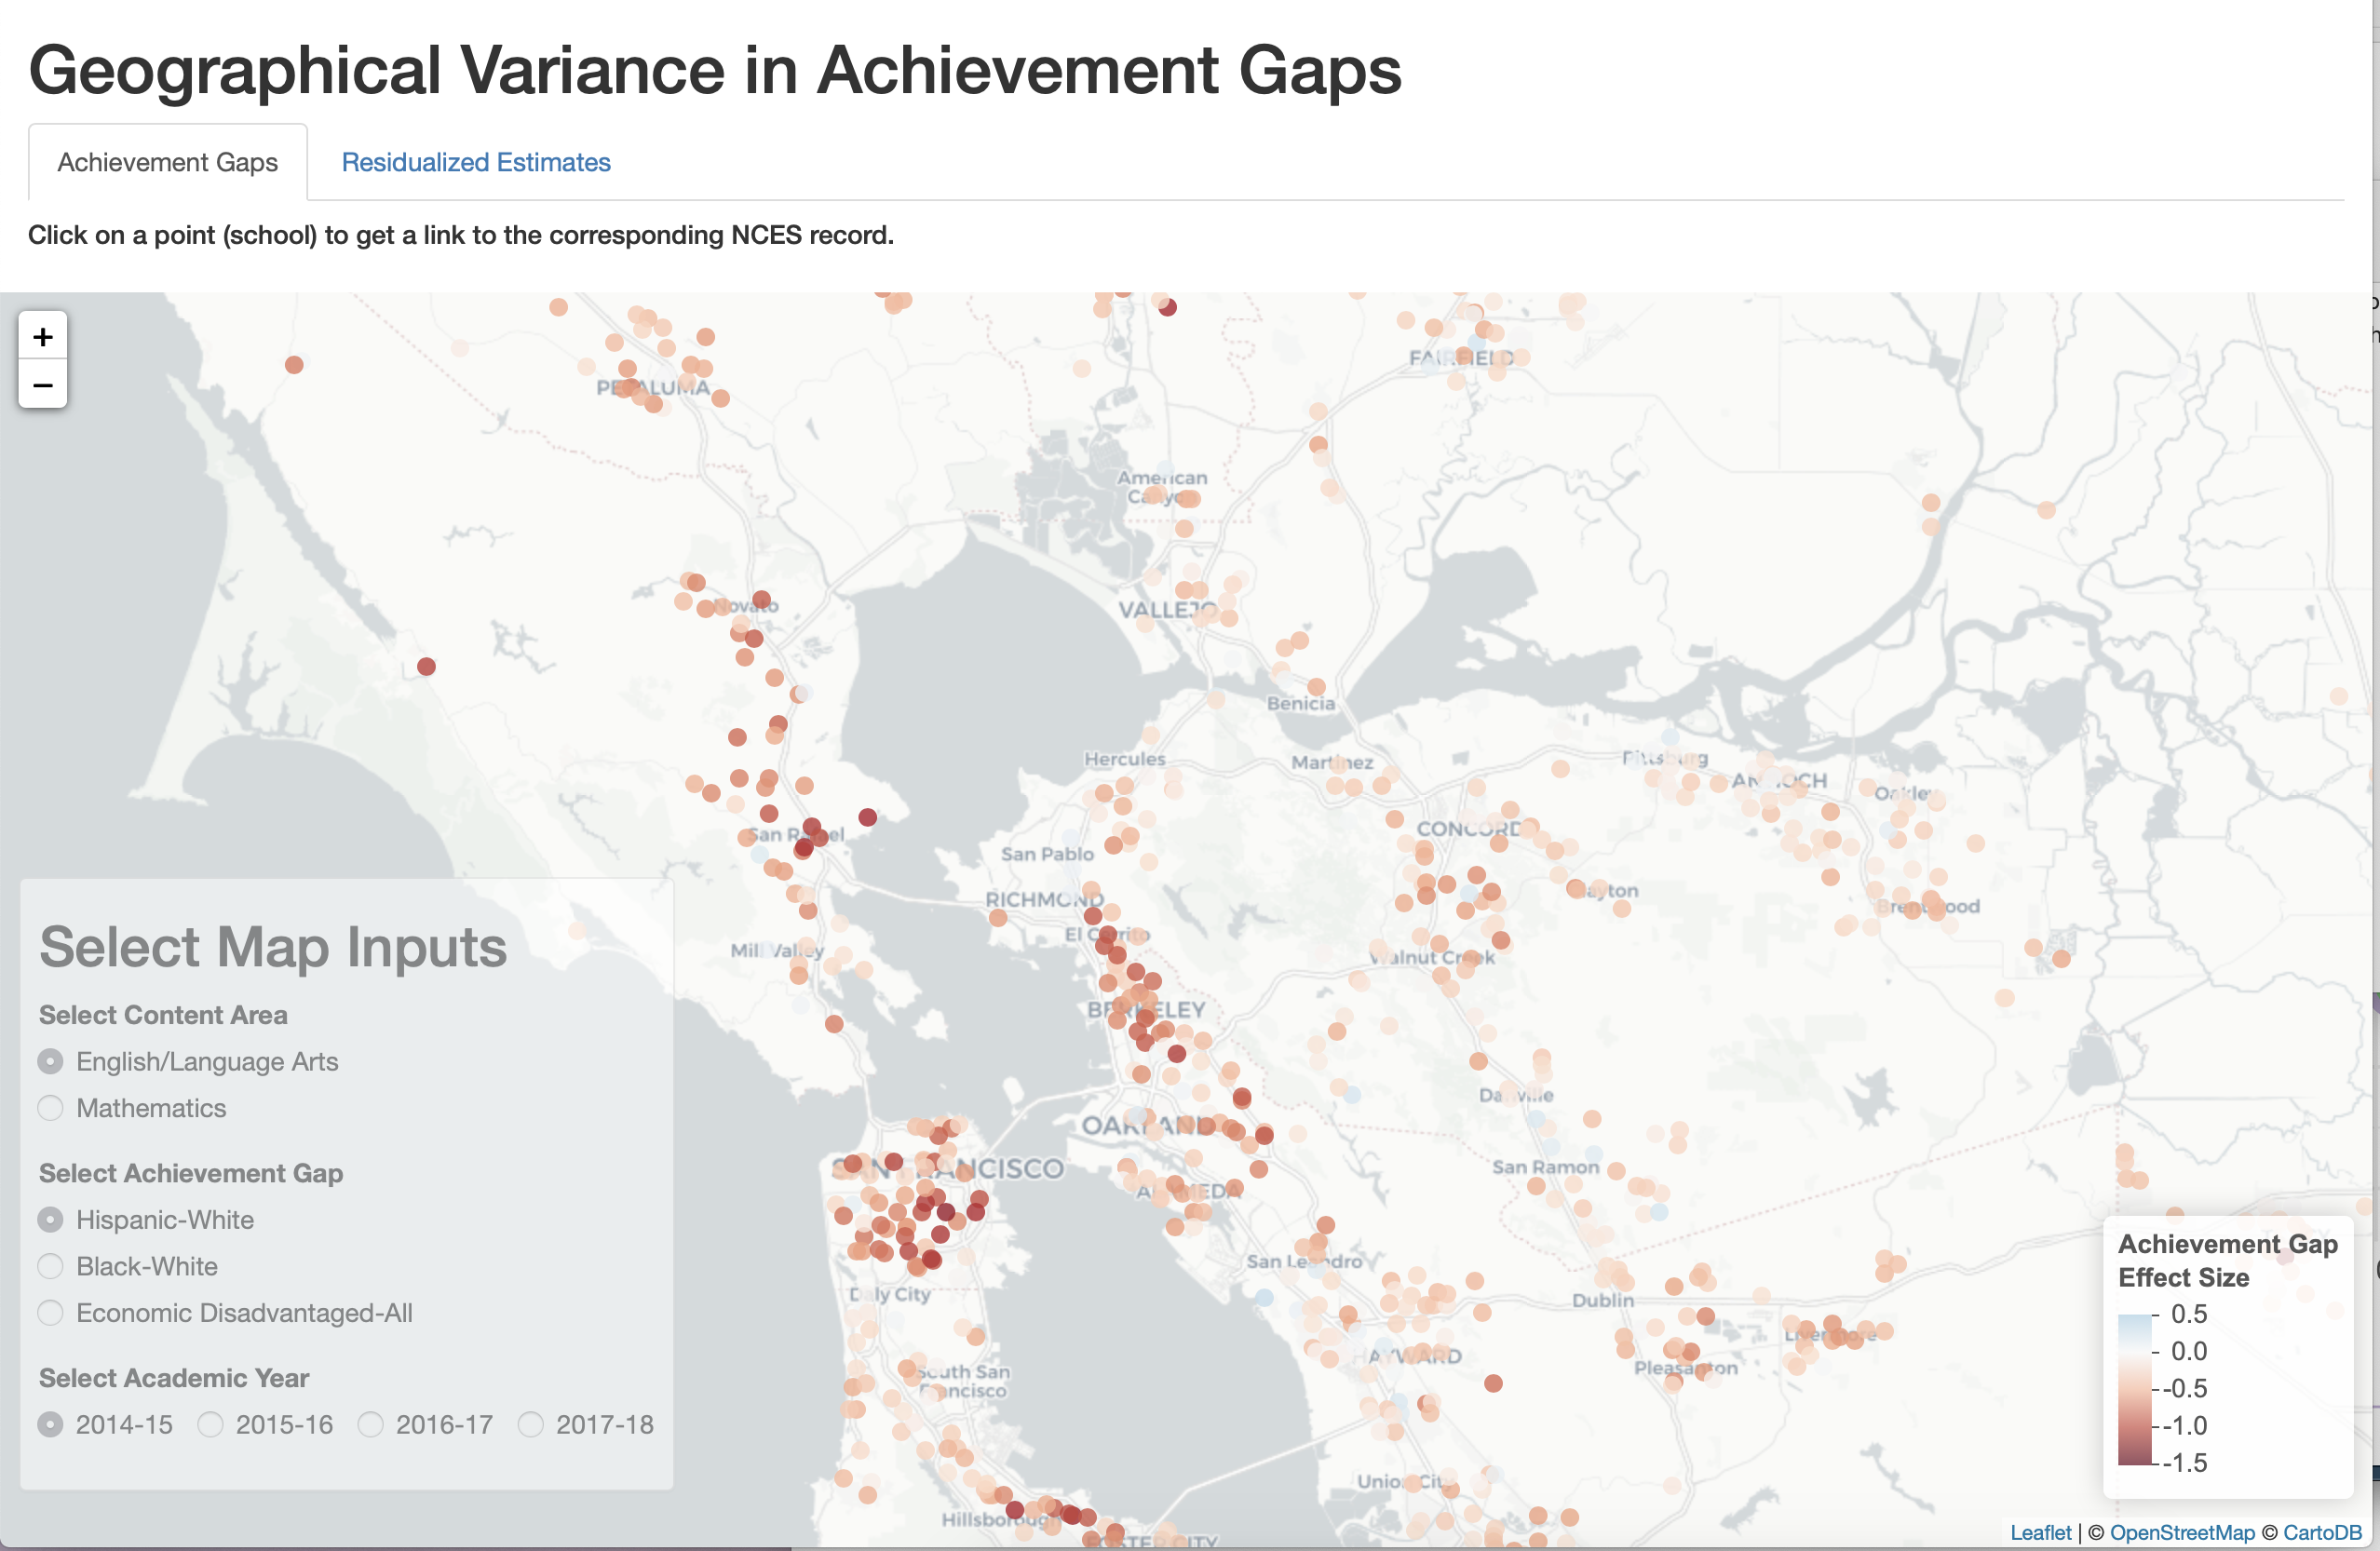 Geographical Variance in Achievement Gaps
Achievement Gaps
Residualized Estimates
Click on a point (school) to get a link to the corresponding NCES record.
+
−
PETALUMA
FAIRFIELD
American
Canyon
Novato
VALLEJO
Benicia
Hercules
Martinez
Pittsburg
ANTIOCH
Oakley
San Rafael
CONCORD
San Pablo
RICHMOND
Clayton
Brentwood
El Cerrito
Mill Valley
Walnut Creek
BERKELEY
Danville
OAKLAND
SAN FRANCISCO
San Ramon
ALAMEDA
San Leandro
Daly City
Dublin
Livermore
HAYWARD
Pleasanton
South San
Francisco
Union City
Hillsborough
FOSTER CITY
Select Map Inputs
Select Content Area
English/Language Arts
Mathematics
Select Achievement Gap
Hispanic-White
Black-White
Economic Disadvantaged-All
Select Academic Year
2014-15 2015-16 2016-17 2017-18
Achievement Gap
Effect Size
0.5
0.0
-0.5
-1.0
-1.5
Leaflet | © OpenStreetMap © CartoDB